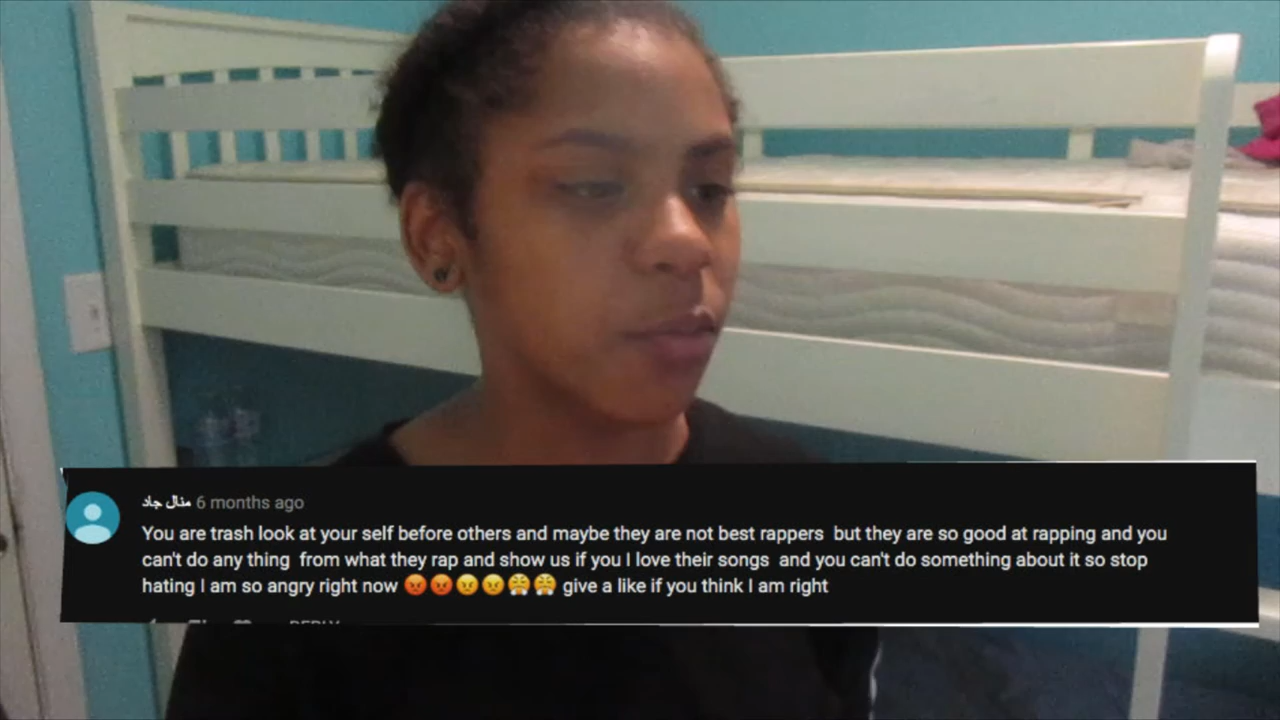 منال جاد 6 months ago
You are trash look at your self before others and maybe they are not best rappers  but they are so good at rapping and you
can't do any thing  from what they rap and show us if you I love their songs  and you can't do something about it so stop
hating I am so angry right now 😡😡😠😠😤😤 give a like if you think I am right
REPLY